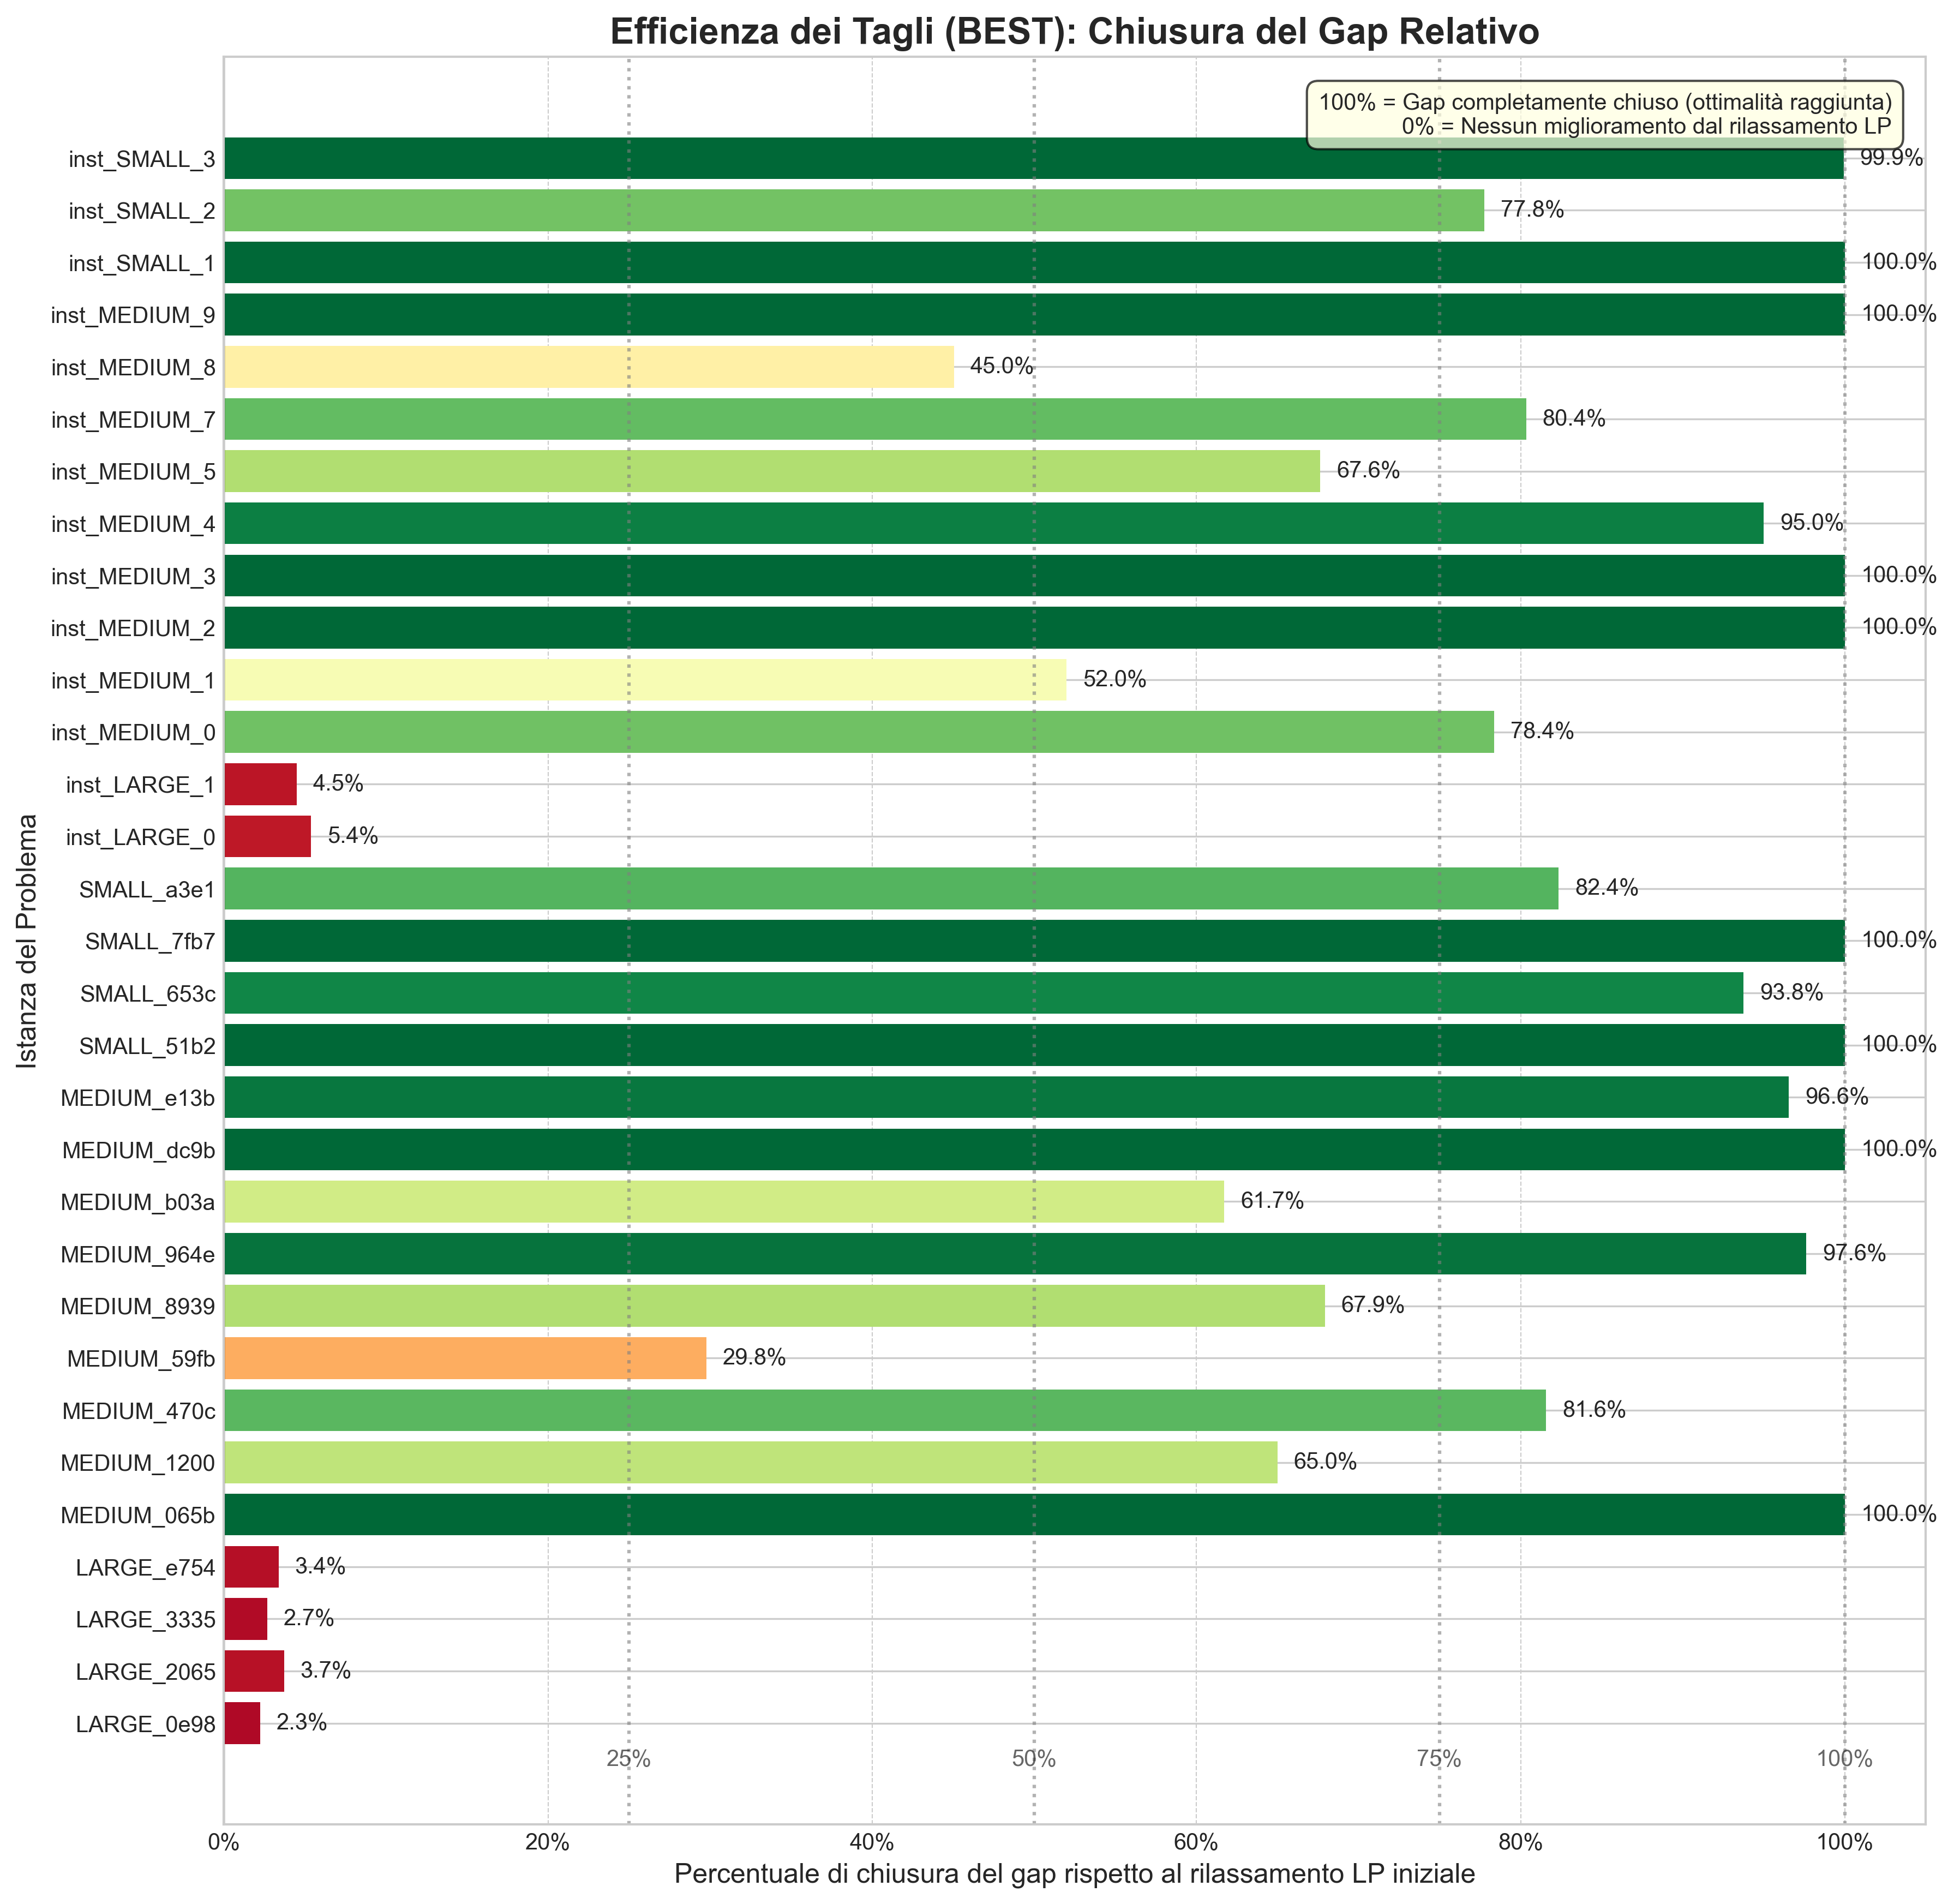 Efficienza dei Tagli (BEST): Chiusura del Gap Relativo
100% = Gap completamente chiuso (ottimalità raggiunta)
0% = Nessun miglioramento dal rilassamento LP
inst_SMALL_3 99.9%
inst_SMALL_2 77.8%
inst_SMALL_1 100.0%
inst_MEDIUM_9 100.0%
inst_MEDIUM_8 45.0%
inst_MEDIUM_7 80.4%
inst_MEDIUM_5 67.6%
inst_MEDIUM_4 95.0%
inst_MEDIUM_3 100.0%
inst_MEDIUM_2 100.0%
inst_MEDIUM_1 52.0%
inst_MEDIUM_0 78.4%
inst_LARGE_1 4.5%
inst_LARGE_0 5.4%
SMALL_a3e1 82.4%
SMALL_7fb7 100.0%
SMALL_653c 93.8%
SMALL_51b2 100.0%
MEDIUM_e13b 96.6%
MEDIUM_dc9b 100.0%
MEDIUM_b03a 61.7%
MEDIUM_964e 97.6%
MEDIUM_8939 67.9%
MEDIUM_59fb 29.8%
MEDIUM_470c 81.6%
MEDIUM_1200 65.0%
MEDIUM_065b 100.0%
LARGE_e754 3.4%
LARGE_3335 2.7%
LARGE_2065 3.7%
LARGE_0e98 2.3%
25% 50% 75% 100%
0% 20% 40% 60% 80% 100%
Percentuale di chiusura del gap rispetto al rilassamento LP iniziale
Istanza del Problema